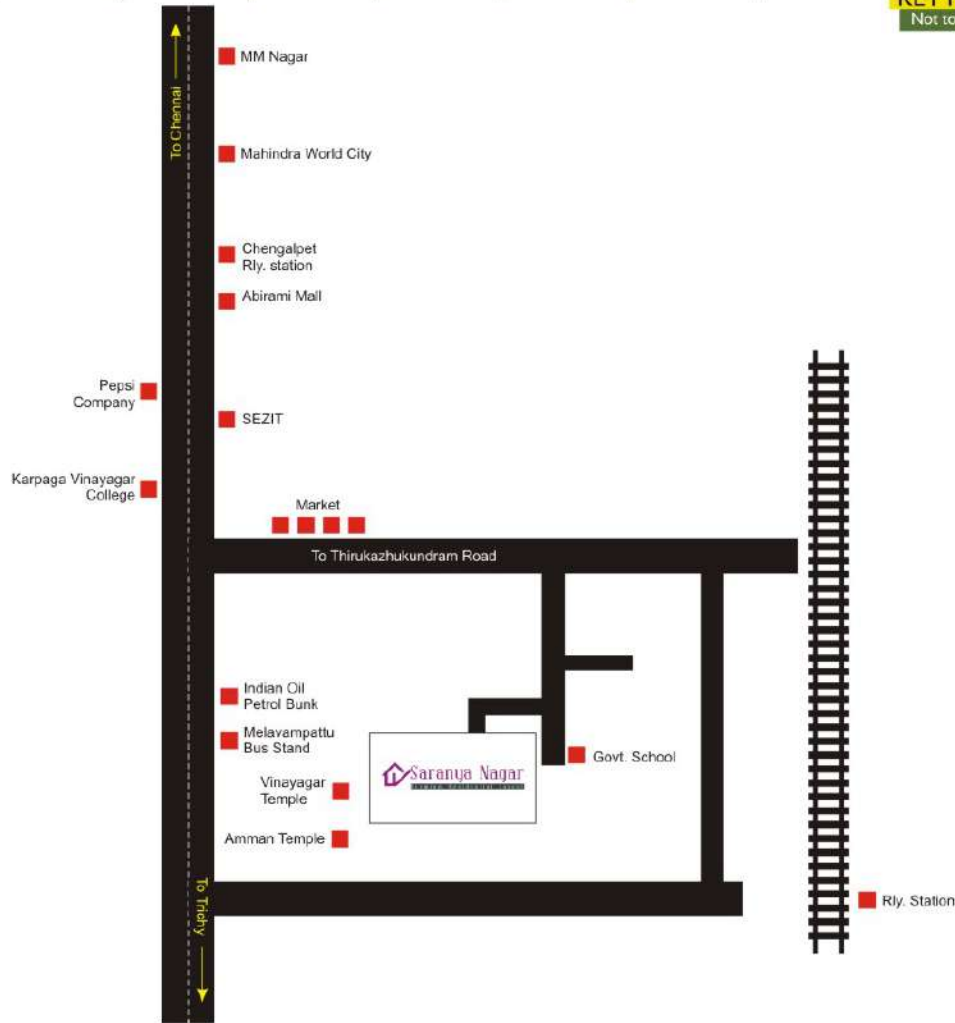 Not to
To Chennai
MM Nagar
Mahindra World City
Chengalpet
Rly. station
Abirami Mall
Pepsi
Company
SEZIT
Karpaga Vinayagar
College
Market
To Thirukazhukundram Road
Indian Oil
Petrol Bunk
Melavampattu
Bus Stand
Saranya Nagar
Govt. School
Vinayagar
Temple
Amman Temple
To Trichy
Rly. Station